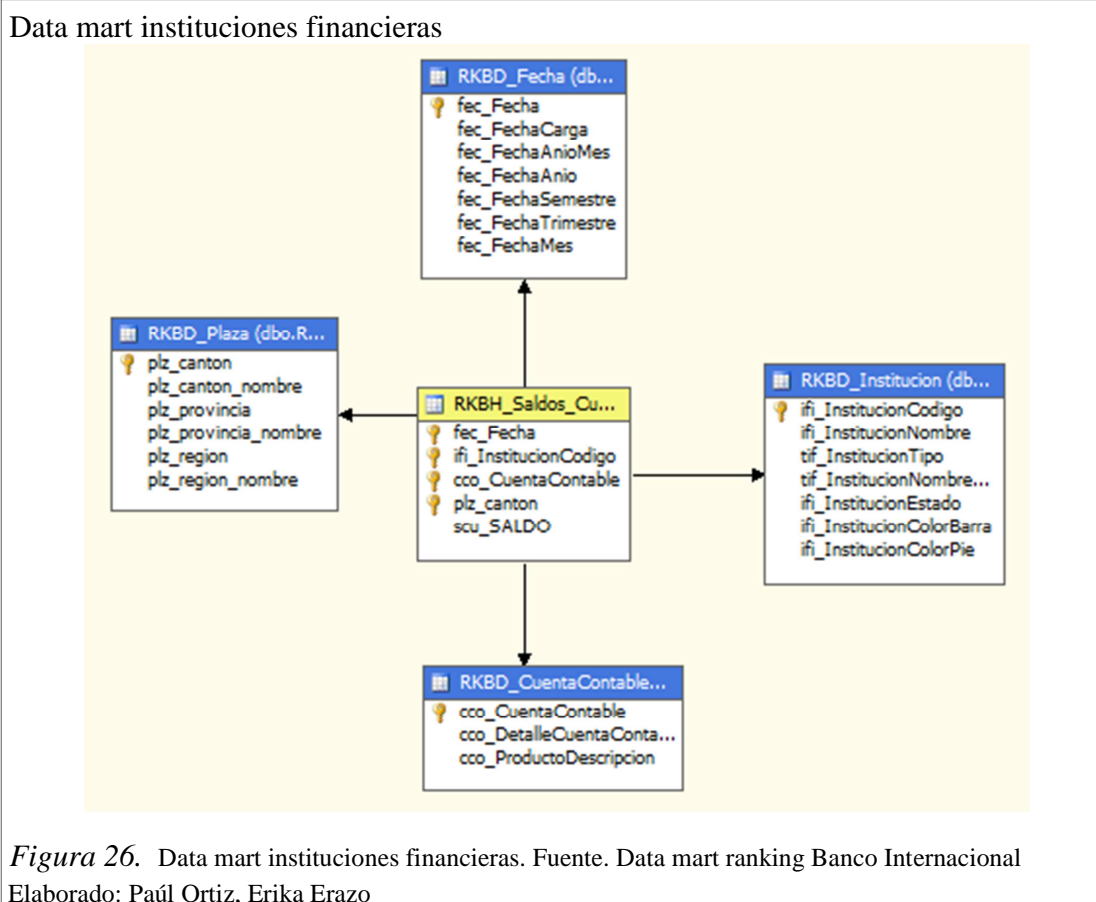 Data mart instituciones financieras
RKBD_Fecha (db...
fec_Fecha
fec_FechaCarga
fec_FechaAnioMes
fec_FechaAnio
fec_FechaSemestre
fec_FechaTrimestre
fec_FechaMes
RKBD_Plaza (dbo.R...
plz_canton
plz_canton_nombre
plz_provincia
plz_provincia_nombre
plz_region
plz_region_nombre
RKBH_Saldos_Cu...
fec_Fecha
ifi_InstitucionCodigo
cco_CuentaContable
plz_canton
scu_SALDO
RKBD_Institucion (db...
ifi_InstitucionCodigo
ifi_InstitucionNombre
tif_InstitucionTipo
tif_InstitucionNombre...
ifi_InstitucionEstado
ifi_InstitucionColorBarra
ifi_InstitucionColorPie
RKBD_CuentaContable...
cco_CuentaContable
cco_DetalleCuentaConta...
cco_ProductoDescripcion
Figura 26. Data mart instituciones financieras. Fuente. Data mart ranking Banco Internacional
Elaborado: Paúl Ortiz, Erika Erazo